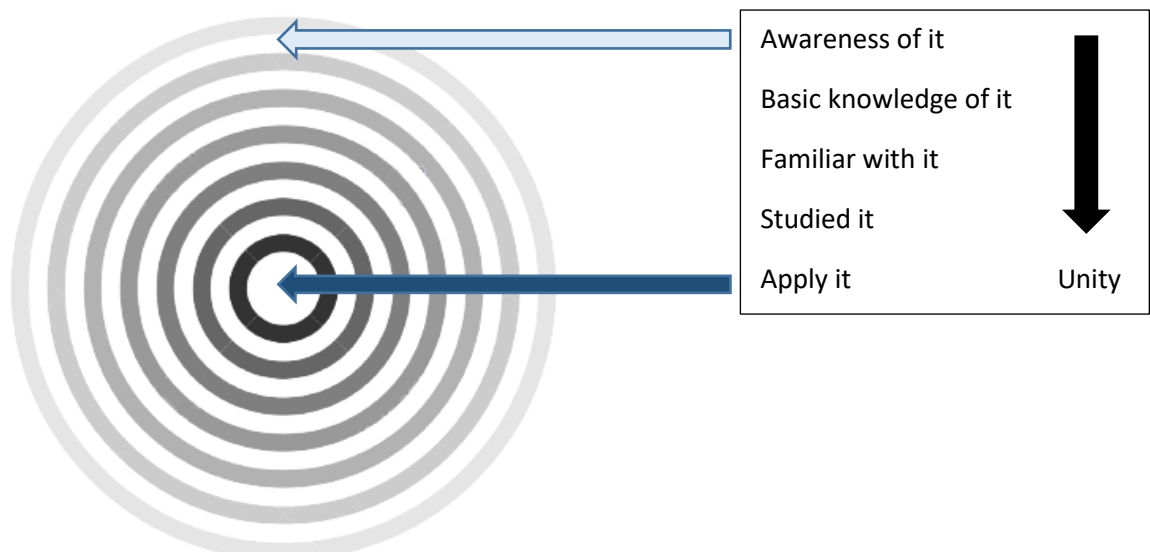 Awareness of it
Basic knowledge of it
Familiar with it
Studied it
Apply it Unity